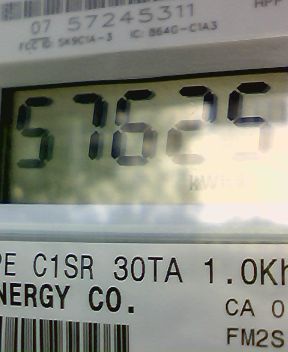 07 57245311
FCC ID: SK9C1A-3 IC: 864G-C1A3
57625
KWH
PE C1SR 30TA 1.0Kh
NERGY CO.
CA 0
FM2S